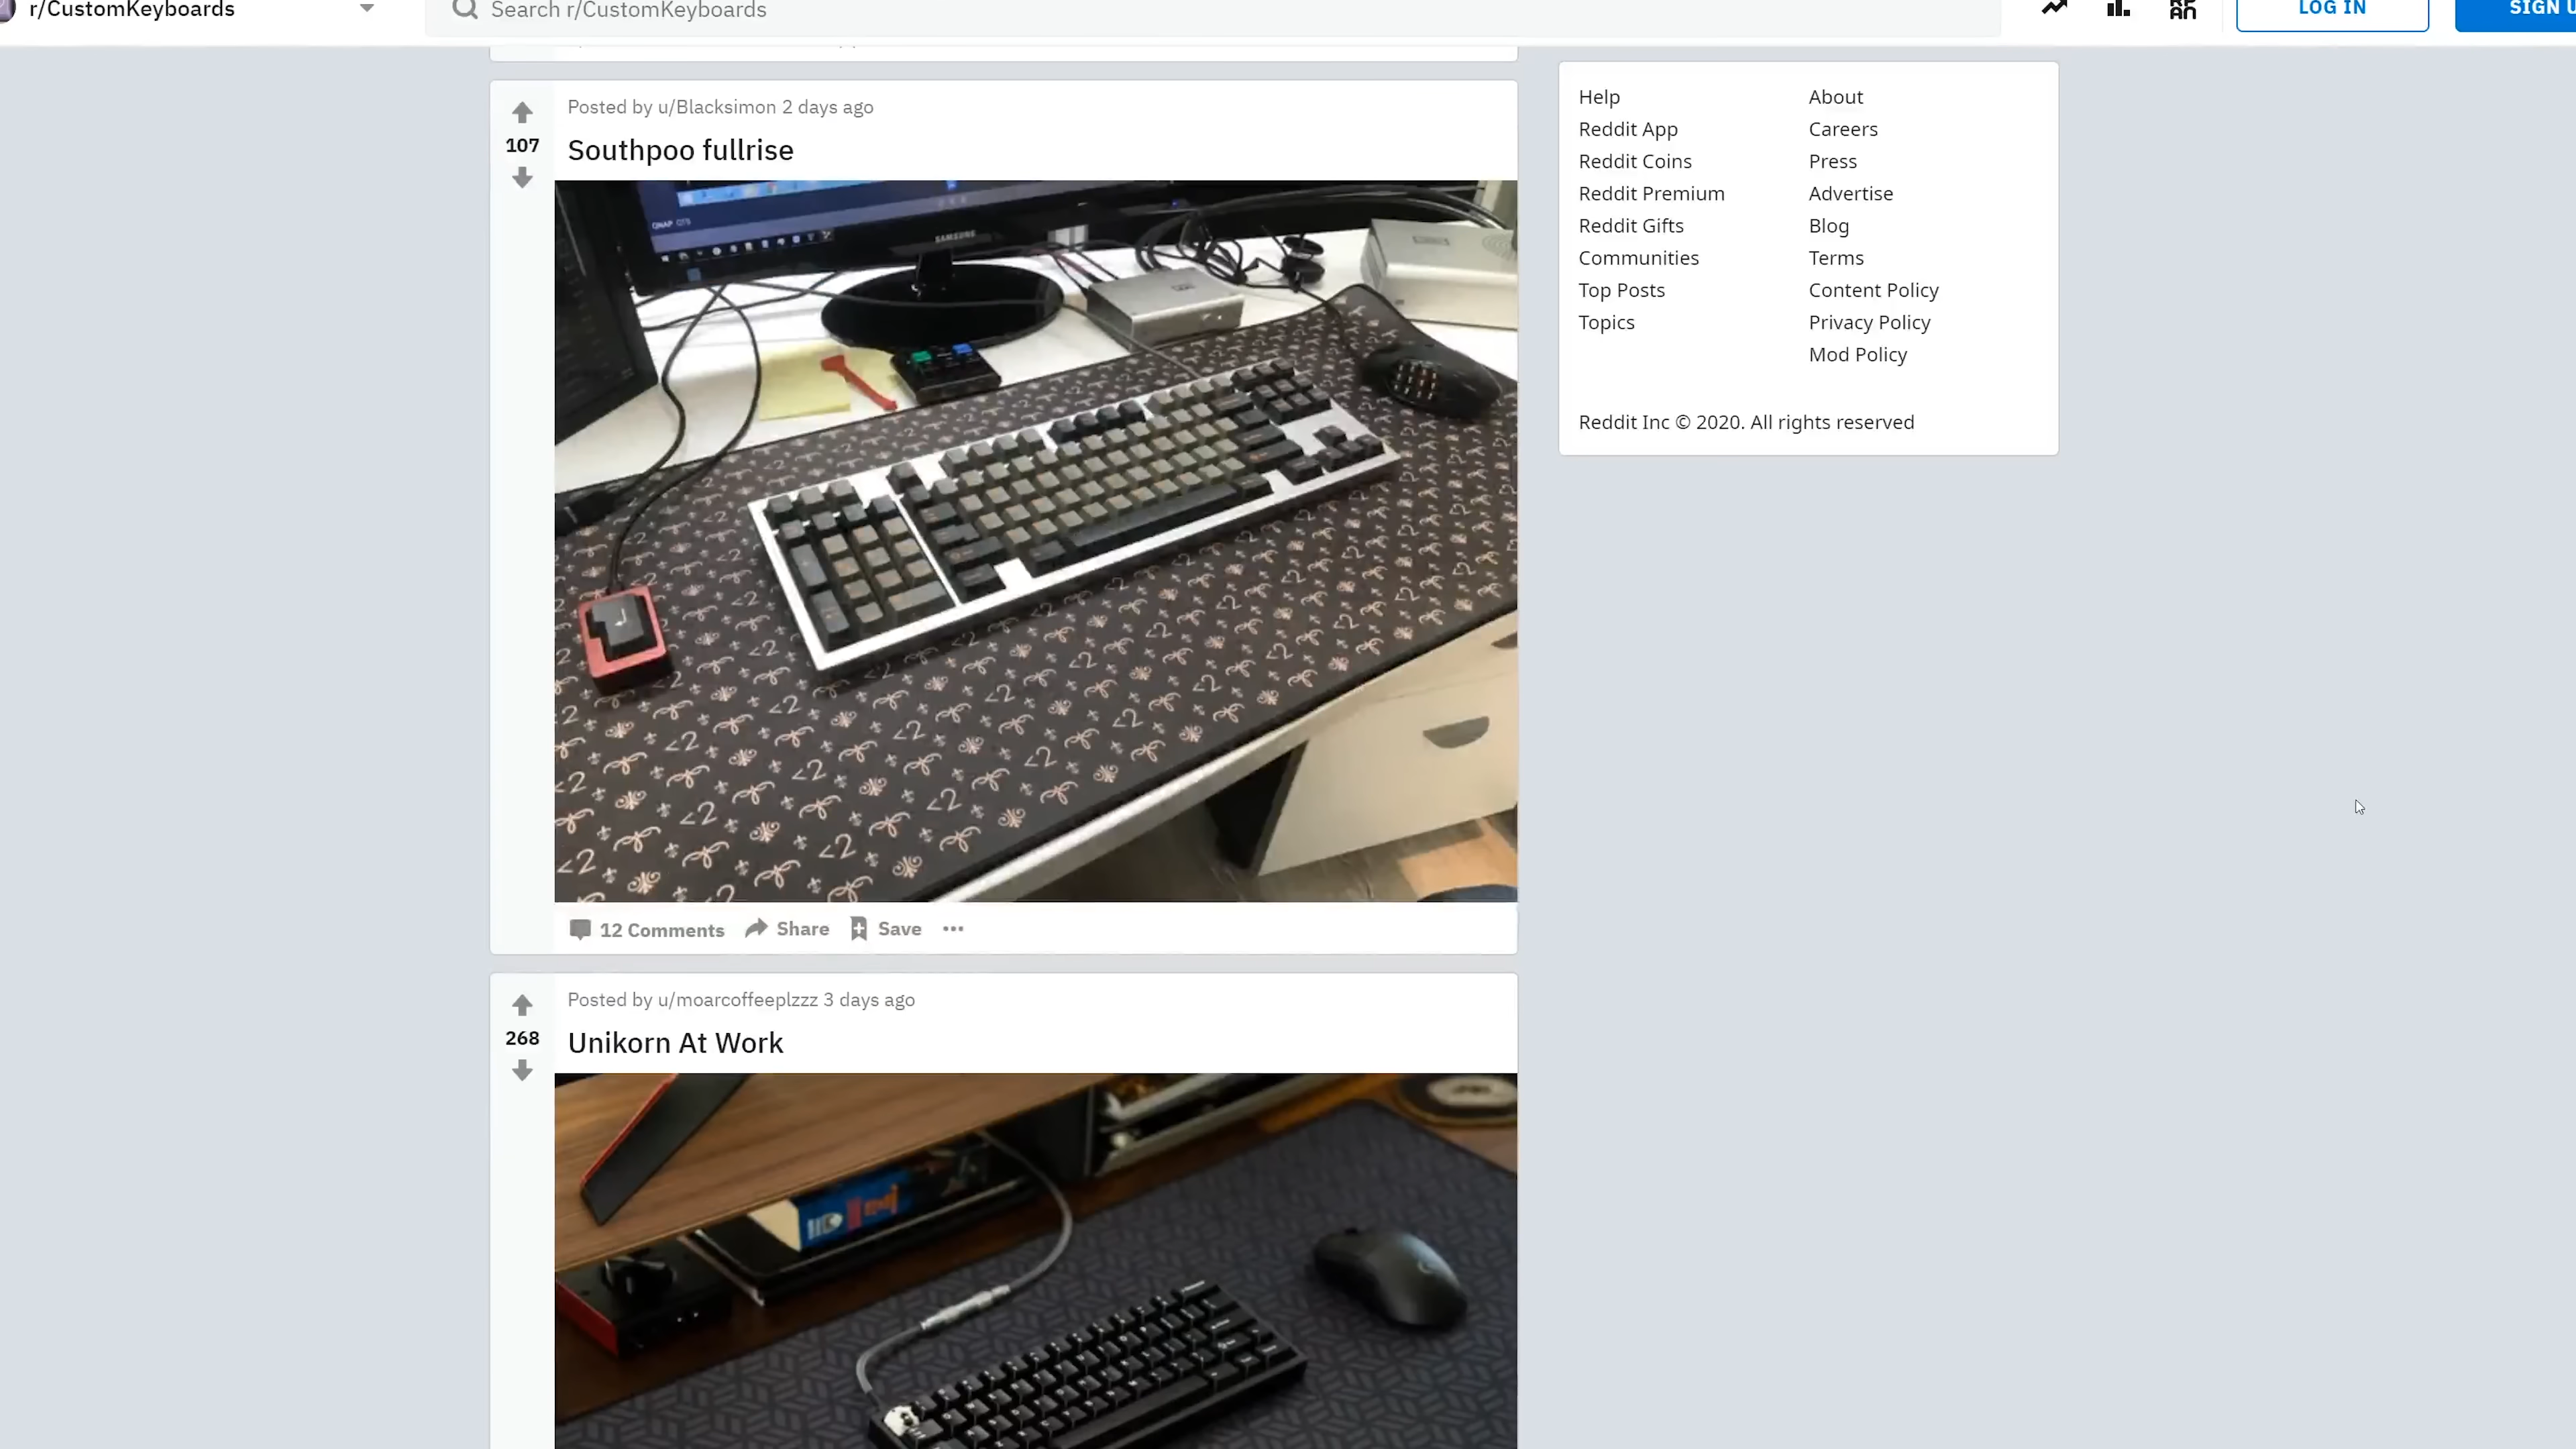 r/CustomKeyboards
Search r/CustomKeyboards
LOG IN
SIGN U
Posted by u/Blacksimon 2 days ago
107
Southpoo fullrise
QNAP
SAMSUNG
12 Comments
Share
Save
Posted by u/moarcoffeeplzzz 3 days ago
268
Unikorn At Work
Help
Reddit App
Reddit Coins
Reddit Premium
Reddit Gifts
Communities
Top Posts
Topics
About
Careers
Press
Advertise
Blog
Terms
Content Policy
Privacy Policy
Mod Policy
Reddit Inc © 2020. All rights reserved